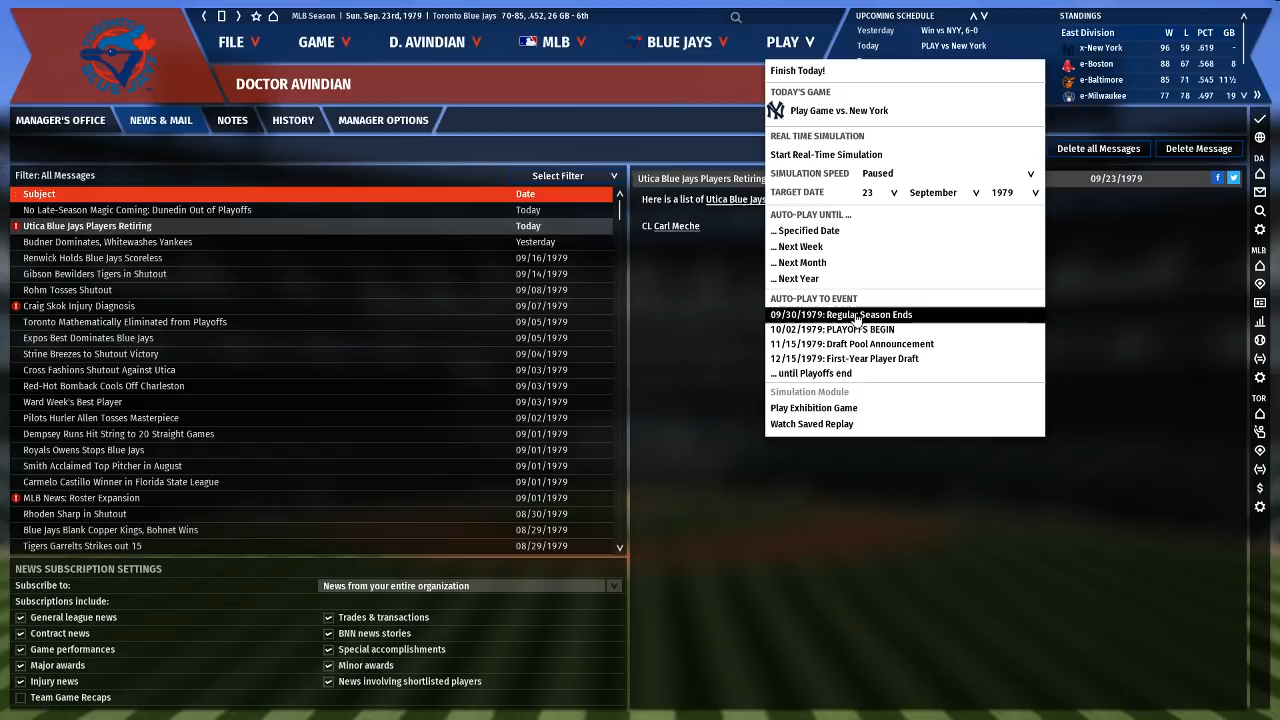 MLB Season | Sun. Sep. 23rd, 1979 | Toronto Blue Jays 70-85, .452, 26 GB - 6th
FILE GAME D. AVINDIAN MLB BLUE JAYS PLAY
UPCOMING SCHEDULE
Yesterday Win vs NYY, 6-0
Today PLAY vs New York
STANDINGS
East Division W L PCT GB
x-New York 96 59 .619 -
e-Boston 88 67 .568 8
e-Baltimore 85 71 .545 11½
e-Milwaukee 77 78 .497 19
DOCTOR AVINDIAN
MANAGER'S OFFICE NEWS & MAIL NOTES HISTORY MANAGER OPTIONS
Delete all Messages Delete Message
Filter: All Messages Select Filter
Subject Date
No Late-Season Magic Coming: Dunedin Out of Playoffs Today
Utica Blue Jays Players Retiring Today
Budner Dominates, Whitewashes Yankees Yesterday
Renwick Holds Blue Jays Scoreless 09/16/1979
Gibson Bewilders Tigers in Shutout 09/14/1979
Rohm Tosses Shutout 09/08/1979
Craig Skok Injury Diagnosis 09/07/1979
Toronto Mathematically Eliminated from Playoffs 09/05/1979
Expos Best Dominate Blue Jays 09/05/1979
Strine Breezes to Shutout Victory 09/04/1979
Cross Fashions Shutout Against Utica 09/03/1979
Red-Hot Bomback Cools Off Charleston 09/03/1979
Ward Week's Best Player 09/03/1979
Pilots Hurler Allen Tosses Masterpiece 09/02/1979
Dempsey Runs Hit String to 20 Straight Games 09/01/1979
Royals Owens Stops Blue Jays 09/01/1979
Smith Acclaimed Top Pitcher in August 09/01/1979
Carmelo Castillo Winner in Florida State League 09/01/1979
MLB News: Roster Expansion 09/01/1979
Rhoden Sharp in Shutout 08/30/1979
Blue Jays Blank Copper Kings, Bohnet Wins 08/29/1979
Tigers Garrelts Strikes out 15 08/29/1979
Utica Blue Jays Players Retiring 09/23/1979
Here is a list of Utica Blue Jays
CL Carl Meche
Finish Today!
TODAY'S GAME
Play Game vs. New York
REAL TIME SIMULATION
Start Real-Time Simulation
SIMULATION SPEED Paused
TARGET DATE 23 September 1979
AUTO-PLAY UNTIL ...
... Specified Date
... Next Week
... Next Month
... Next Year
AUTO-PLAY TO EVENT
09/30/1979: Regular Season Ends
10/02/1979: PLAYOFFS BEGIN
11/15/1979: Draft Pool Announcement
12/15/1979: First-Year Player Draft
... until Playoffs end
Simulation Module
Play Exhibition Game
Watch Saved Replay
DA
MLB
TOR
NEWS SUBSCRIPTION SETTINGS
Subscribe to: News from your entire organization
Subscriptions include:
General league news Trades & transactions
Contract news BNN news stories
Game performances Special accomplishments
Major awards Minor awards
Injury news News involving shortlisted players
Team Game Recaps